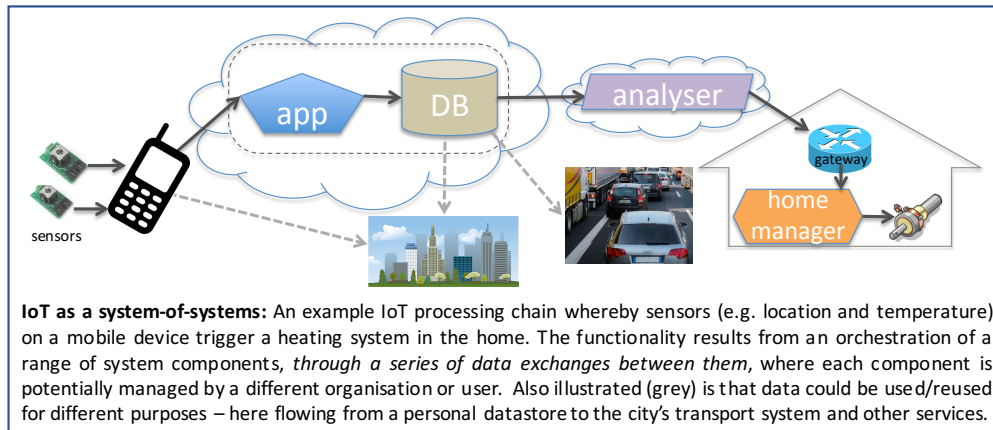 app
DB
analyser
gateway
home
manager
sensors
IoT as a system-of-systems: An example IoT processing chain whereby sensors (e.g. location and temperature)
on a mobile device trigger a heating system in the home. The functionality results from an orchestration of a
range of system components, through a series of data exchanges between them, where each component is
potentially managed by a different organisation or user. Also illustrated (grey) is that data could be used/reused
for different purposes – here flowing from a personal datastore to the city's transport system and other services.